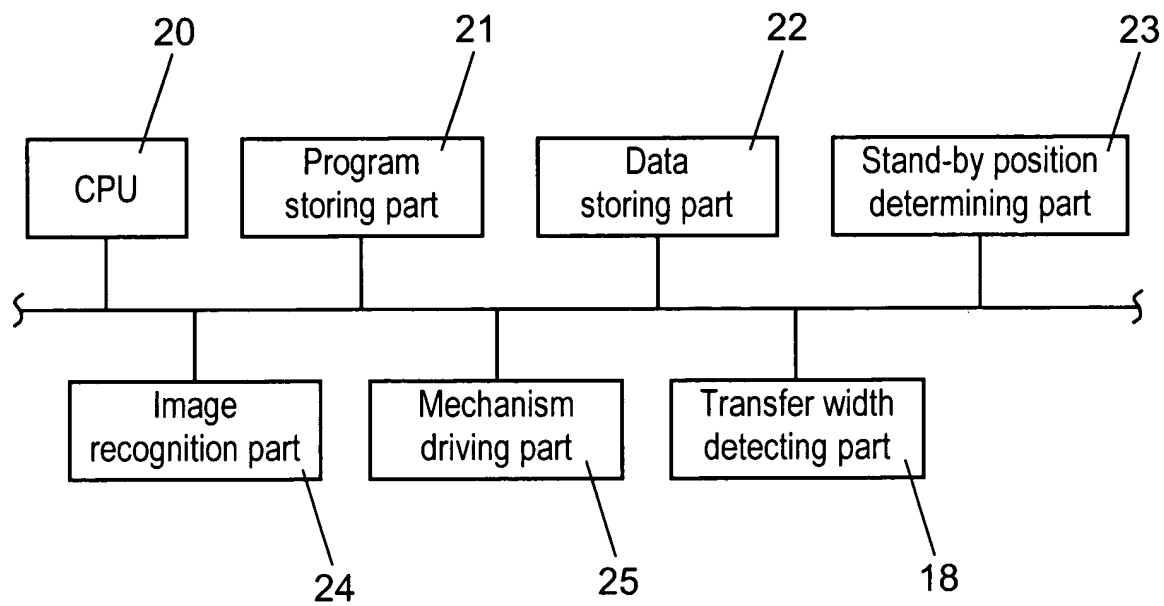 20
21
22
23
CPU
Program
storing part
Data
storing part
Stand-by position
determining part
Image
recognition part
Mechanism
driving part
Transfer width
detecting part
24
25
18